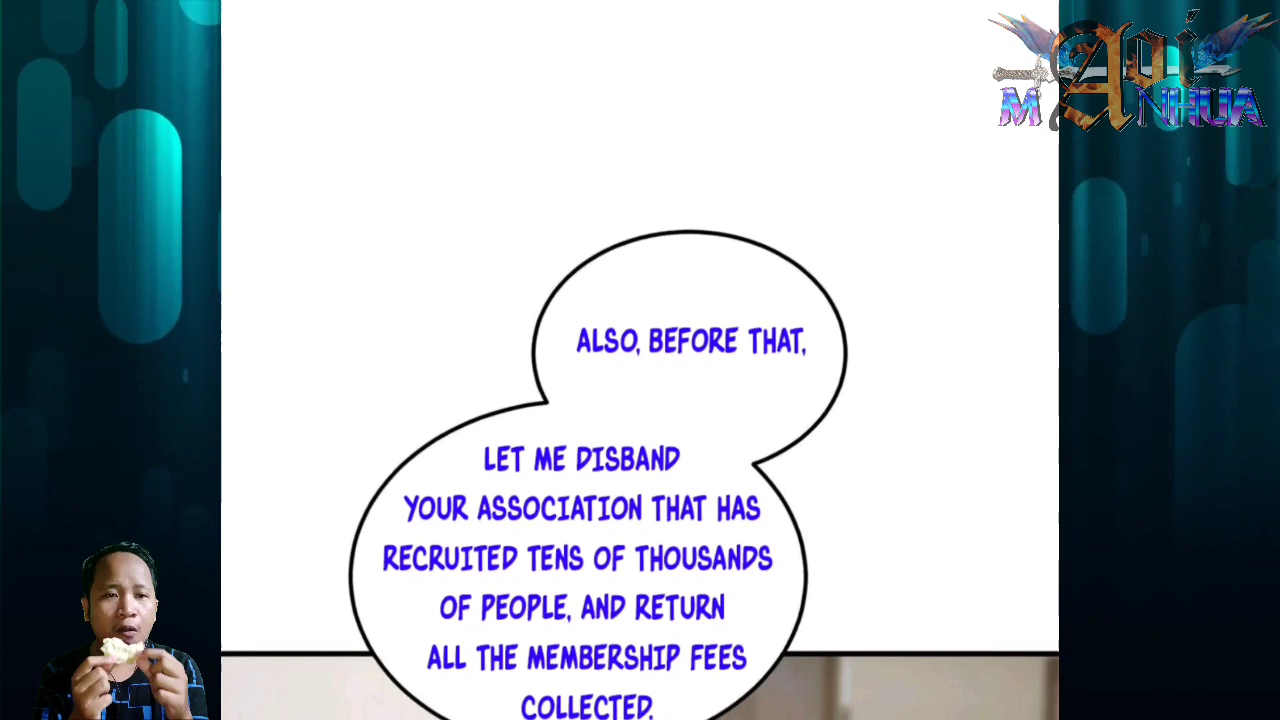 Api
MANHUA
ALSO, BEFORE THAT,
LET ME DISBAND
YOUR ASSOCIATION THAT HAS
RECRUITED TENS OF THOUSANDS
OF PEOPLE, AND RETURN
ALL THE MEMBERSHIP FEES
COLLECTED.